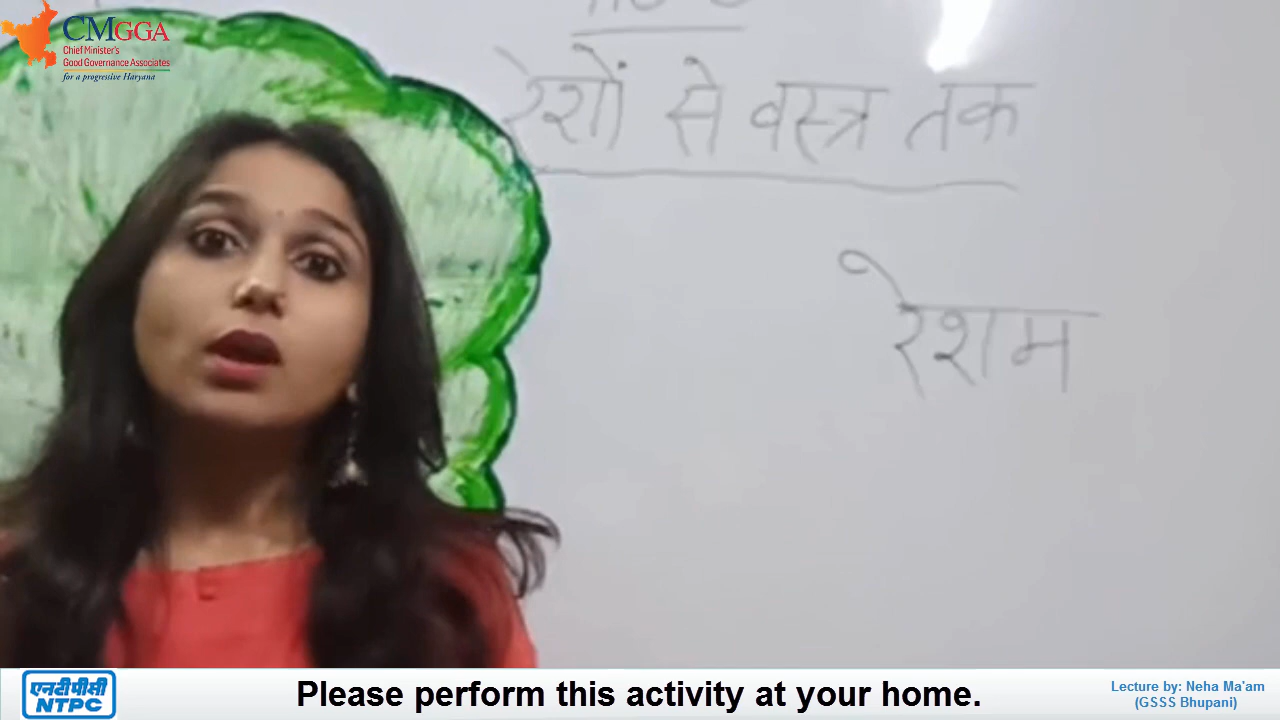 CMGGA
Chief Minister's
Good Governance Associates
for a progressive Haryana
रेशों से वस्त्र तक
रेशम
एनटीपीसी
NTPC
Please perform this activity at your home.
Lecture by: Neha Ma'am
(GSSS Bhupani)